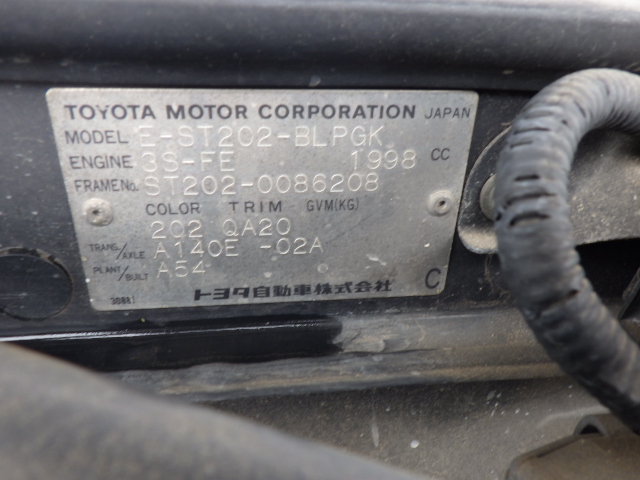 TOYOTA MOTOR CORPORATION JAPAN
MODEL E-ST202-BLPGK
ENGINE 3S-FE 1998 CC
FRAME No. ST202-0086208
COLOR TRIM GVM(KG)
202 QA20
TRANS./AXLE A140E -02A
PLANT/BUILT A54
30881 トヨタ自動車株式会社 C